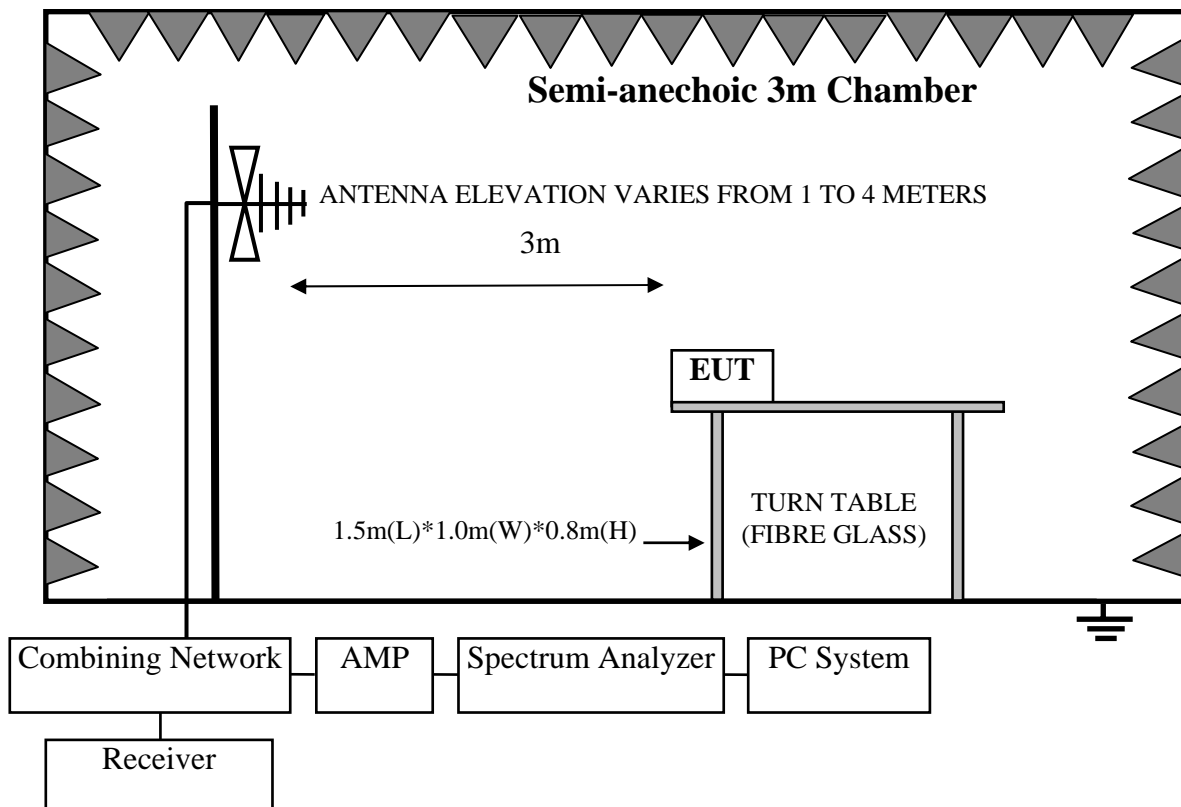 Semi-anechoic 3m Chamber
ANTENNA ELEVATION VARIES FROM 1 TO 4 METERS
3m
EUT
TURN TABLE
(FIBRE GLASS)
1.5m(L)*1.0m(W)*0.8m(H)
Combining Network
AMP
Spectrum Analyzer
PC System
Receiver